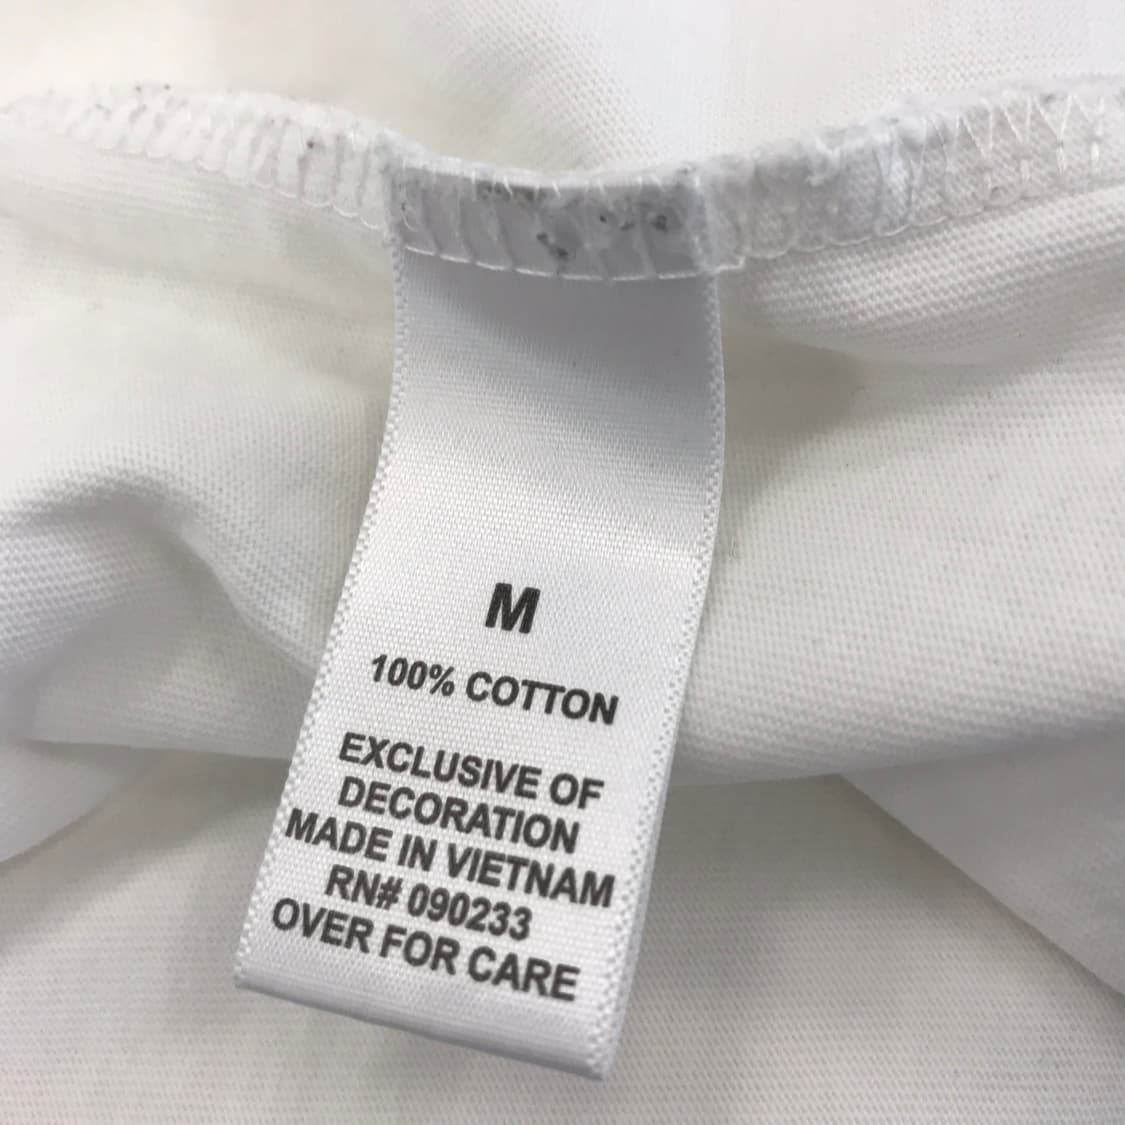 M
100% COTTON
EXCLUSIVE OF
DECORATION
MADE IN VIETNAM
RN# 090233
OVER FOR CARE